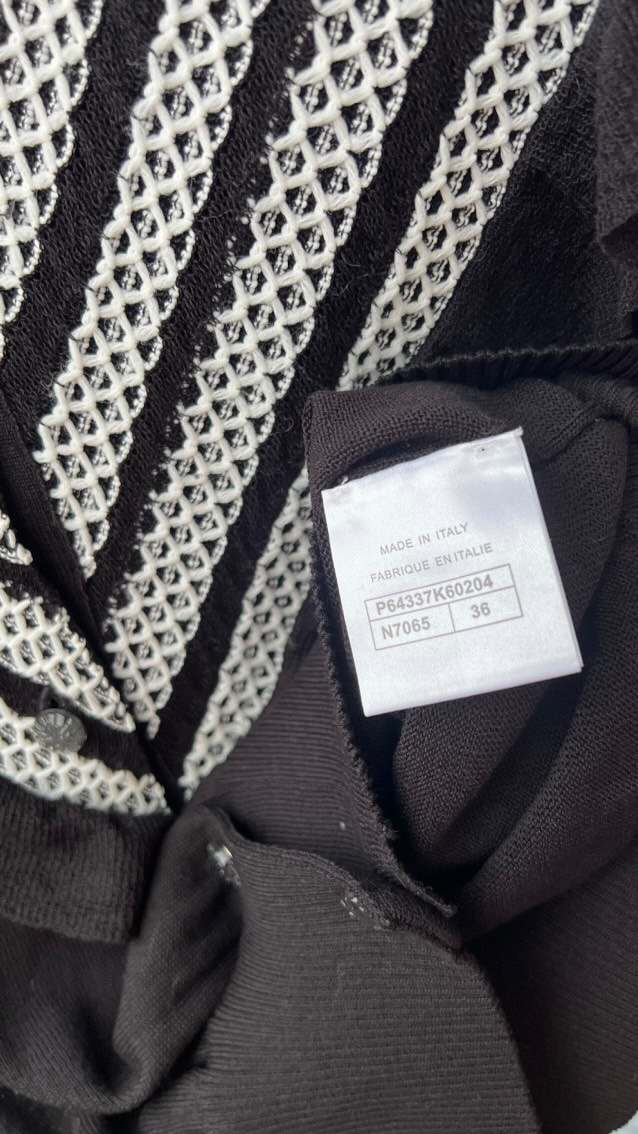 MADE IN ITALY
FABRIQUE EN ITALIE
P64337K60204
N7065 36